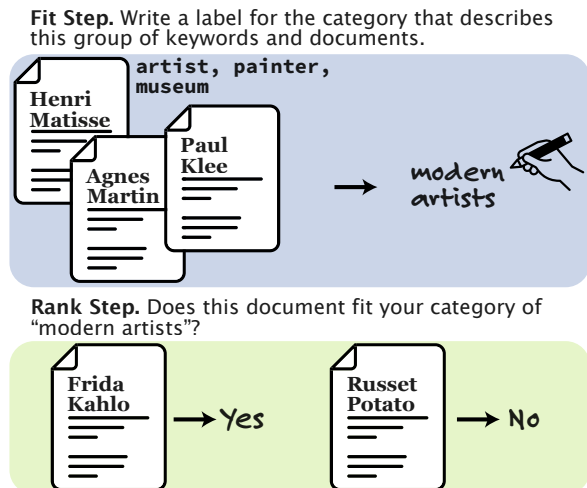 Fit Step. Write a label for the category that describes
this group of keywords and documents.
artist, painter,
museum
Henri
Matisse
Agnes
Martin
Paul
Klee
modern
artists
Rank Step. Does this document fit your category of
“modern artists”?
Frida
Kahlo
Yes
Russet
Potato
No